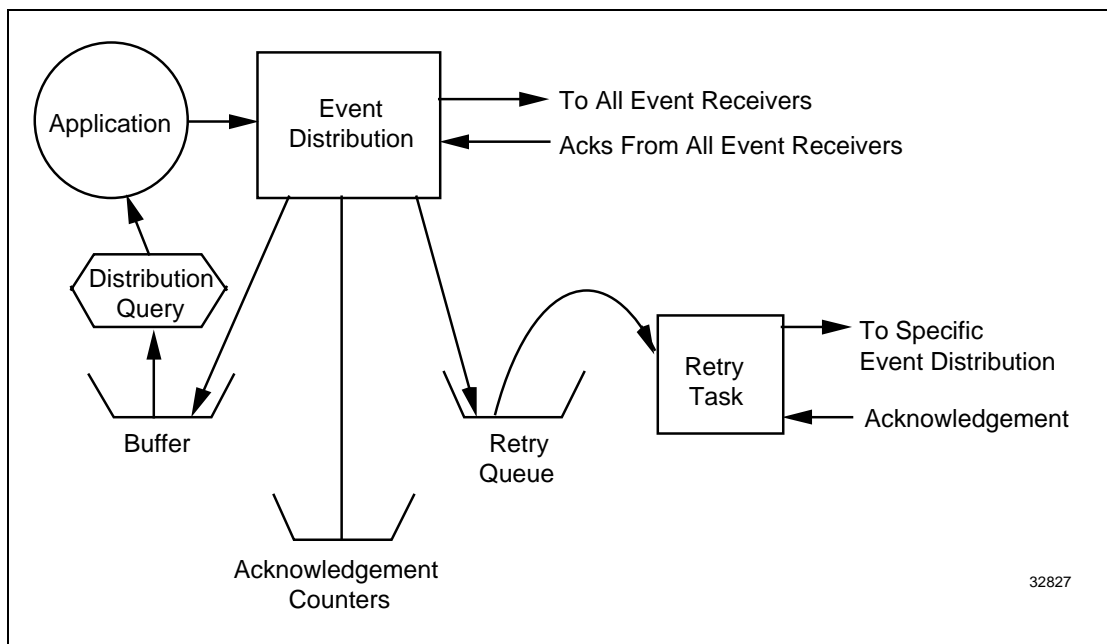 Application
Event
Distribution
To All Event Receivers
Acks From All Event Receivers
Distribution
Query
Buffer
Retry
Queue
Retry
Task
To Specific
Event Distribution
Acknowledgement
Acknowledgement
Counters
32827